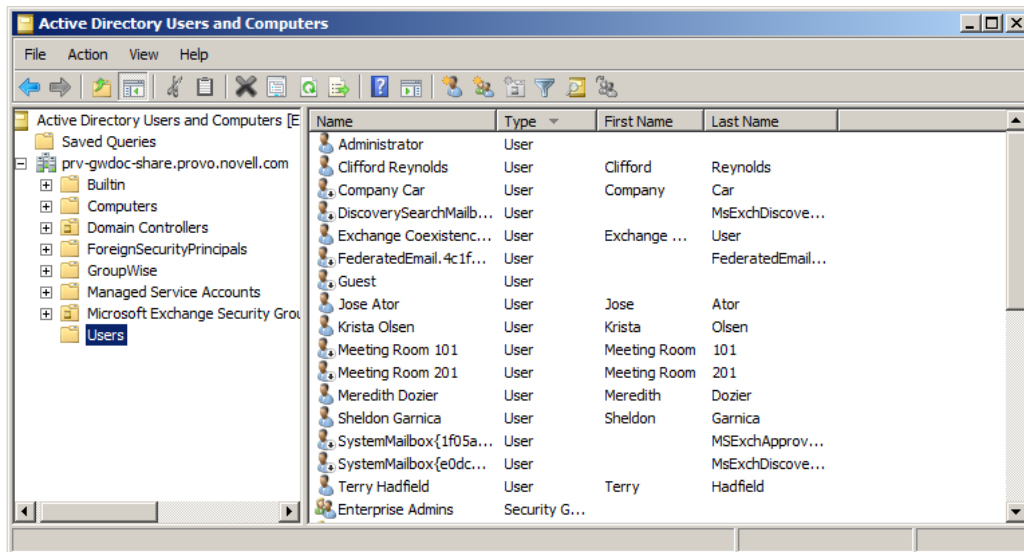 Active Directory Users and Computers
File Action View Help
Active Directory Users and Computers [E
Saved Queries
prv-gwdoc-share.provo.novell.com
Builtin
Computers
Domain Controllers
ForeignSecurityPrincipals
GroupWise
Managed Service Accounts
Microsoft Exchange Security Grou
Users
Name Type First Name Last Name
Administrator User
Clifford Reynolds User Clifford Reynolds
Company Car User Company Car
DiscoverySearchMailb... User MsExchDiscove...
Exchange Coexistenc... User Exchange ... User
FederatedEmail.4c1f... User FederatedEmail...
Guest User
Jose Ator User Jose Ator
Krista Olsen User Krista Olsen
Meeting Room 101 User Meeting Room 101
Meeting Room 201 User Meeting Room 201
Meredith Dozier User Meredith Dozier
Sheldon Garnica User Sheldon Garnica
SystemMailbox{1f05a... User MSExchApprov...
SystemMailbox{e0dc... User MsExchDiscove...
Terry Hadfield User Terry Hadfield
Enterprise Admins Security G...